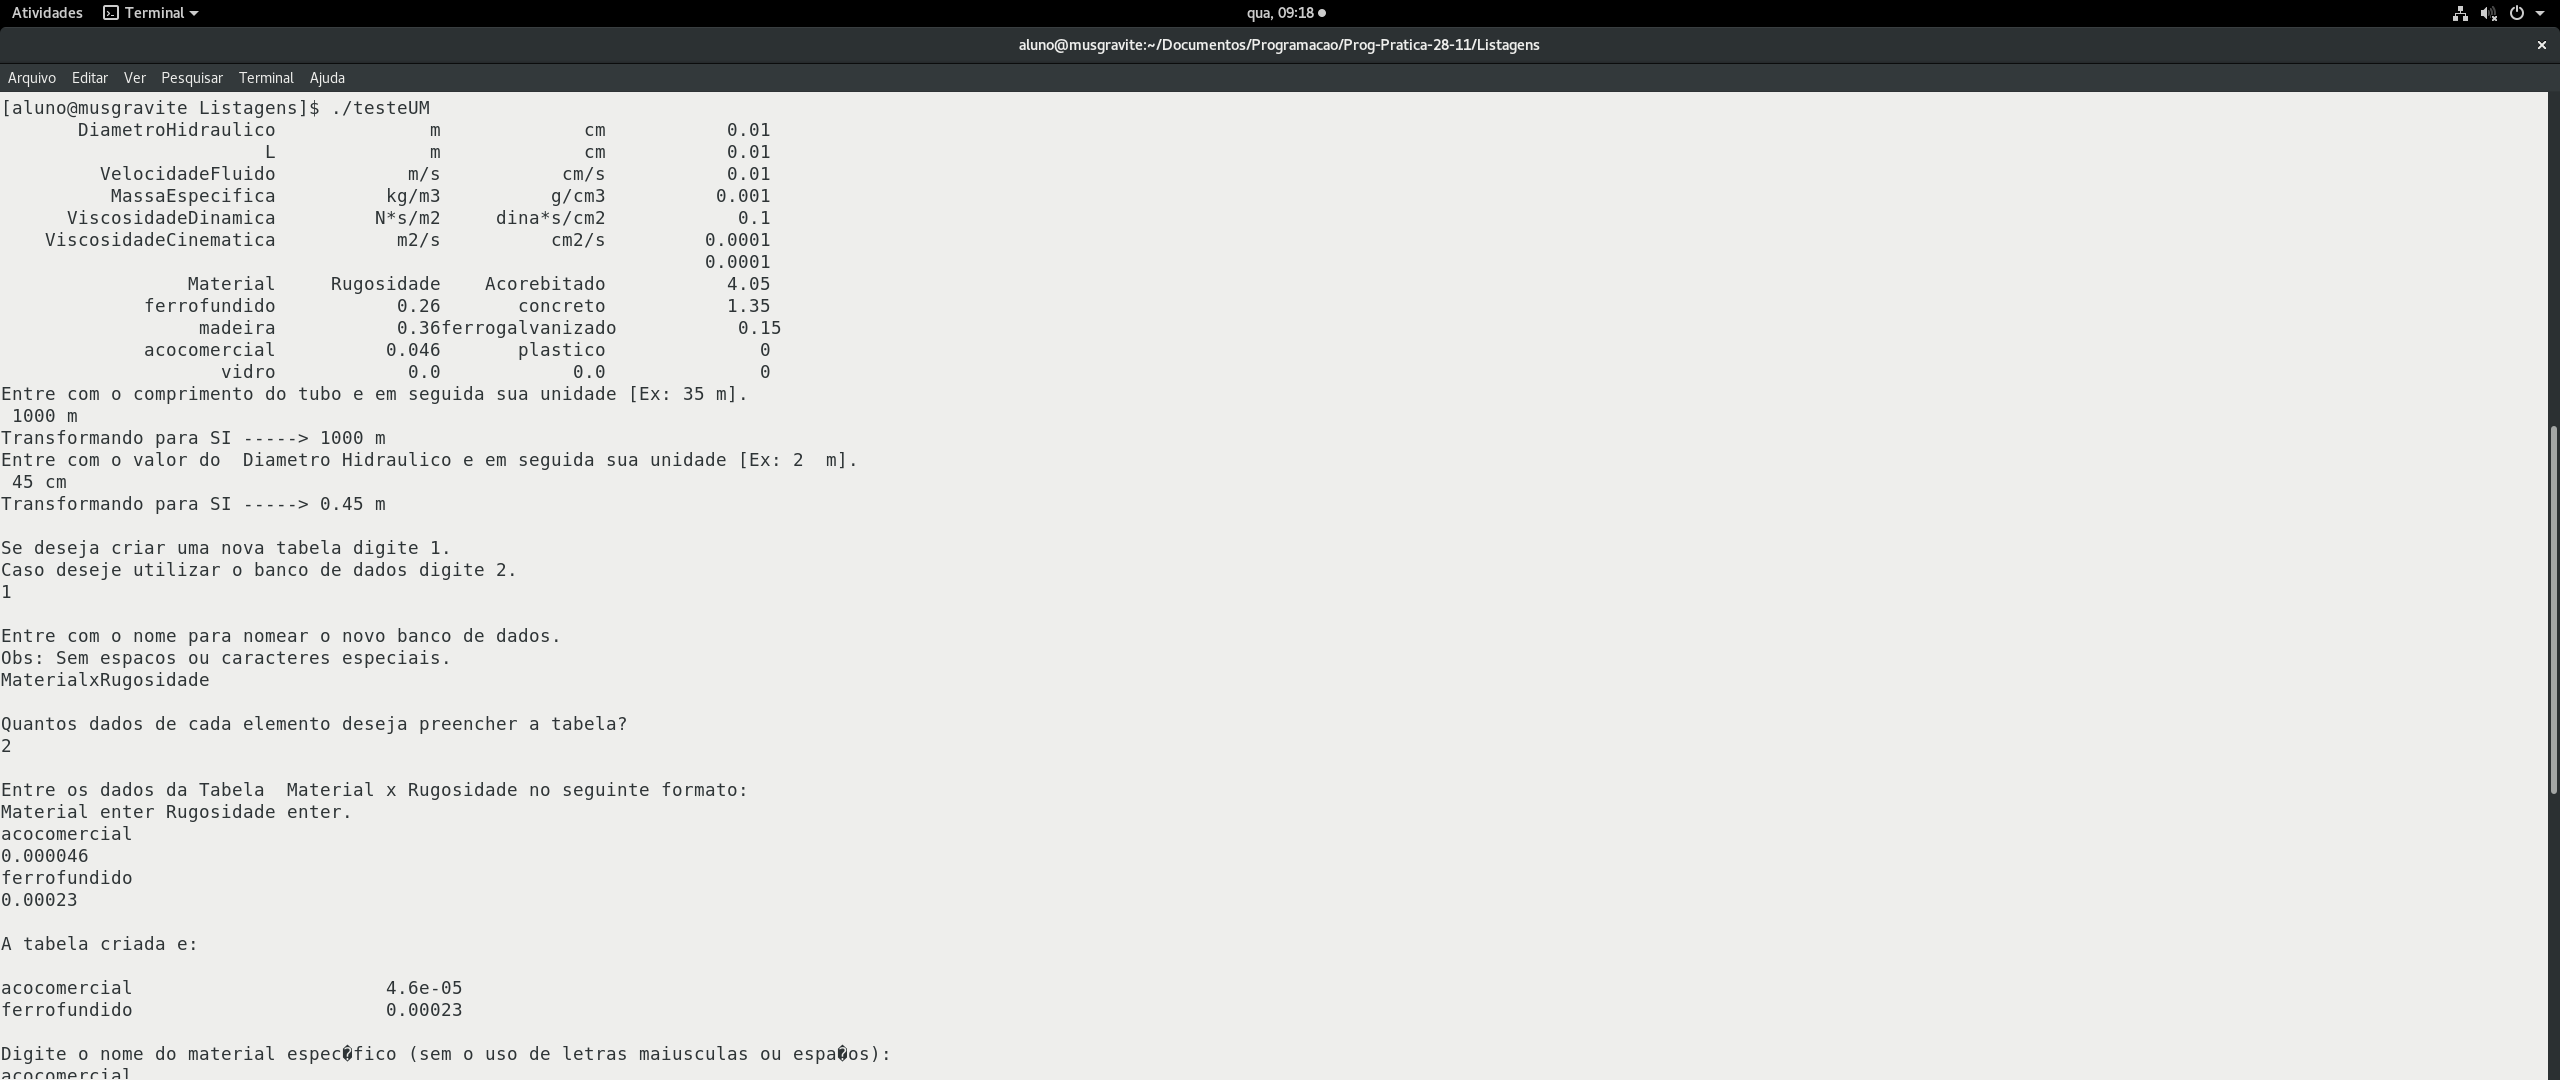 Atividades Terminal qua, 09:18
aluno@musgravite:~/Documentos/Programacao/Prog-Pratica-28-11/Listagens ×
Arquivo Editar Ver Pesquisar Terminal Ajuda
[aluno@musgravite Listagens]$ ./testeUM
DiametroHidraulico m cm 0.01
L m cm 0.01
VelocidadeFluido m/s cm/s 0.01
MassaEspecifica kg/m3 g/cm3 0.001
ViscosidadeDinamica N*s/m2 dina*s/cm2 0.1
ViscosidadeCinematica m2/s cm2/s 0.0001
0.0001
Material Rugosidade Acorebitado 4.05
ferrofundido 0.26 concreto 1.35
madeira 0.36ferrogalvanizado 0.15
acocomercial 0.046 plastico 0
vidro 0.0 0.0 0
Entre com o comprimento do tubo e em seguida sua unidade [Ex: 35 m].
1000 m
Transformando para SI -----> 1000 m
Entre com o valor do  Diametro Hidraulico e em seguida sua unidade [Ex: 2  m].
45 cm
Transformando para SI -----> 0.45 m
Se deseja criar uma nova tabela digite 1.
Caso deseje utilizar o banco de dados digite 2.
1
Entre com o nome para nomear o novo banco de dados.
Obs: Sem espacos ou caracteres especiais.
MaterialxRugosidade
Quantos dados de cada elemento deseja preencher a tabela?
2
Entre os dados da Tabela  Material x Rugosidade no seguinte formato:
Material enter Rugosidade enter.
acocomercial
0.000046
ferrofundido
0.00023
A tabela criada e:
acocomercial 4.6e-05
ferrofundido 0.00023
Digite o nome do material espec�fico (sem o uso de letras maiusculas ou espa�os):
acocomercial